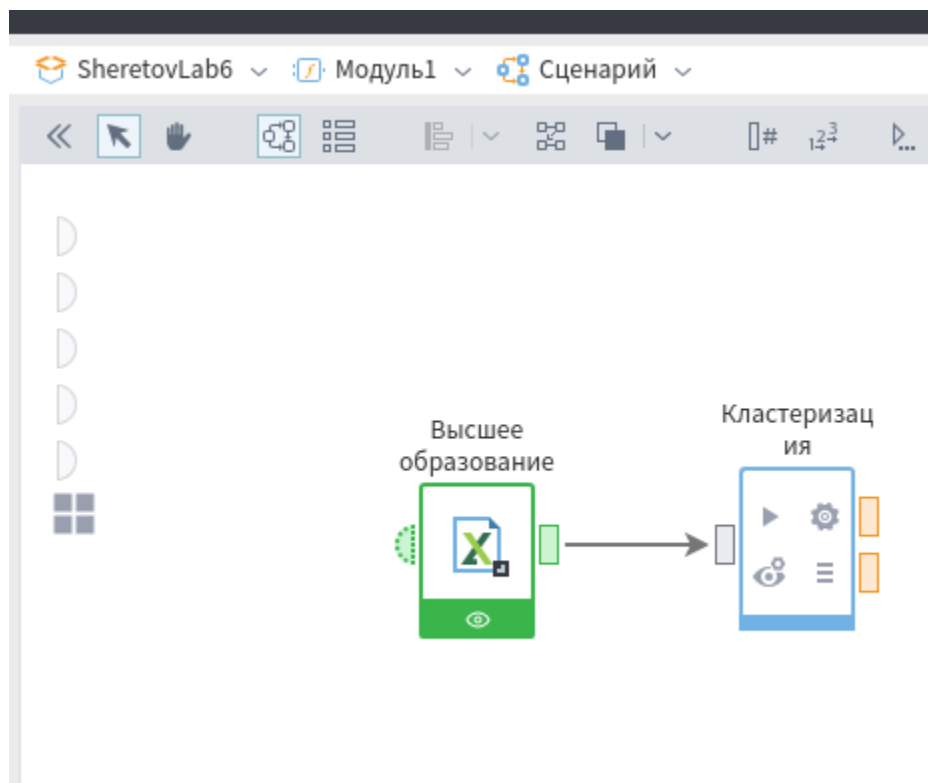 SheretovLab6 Модуль1 Сценарий
Высшее
образование
Кластеризац
ия